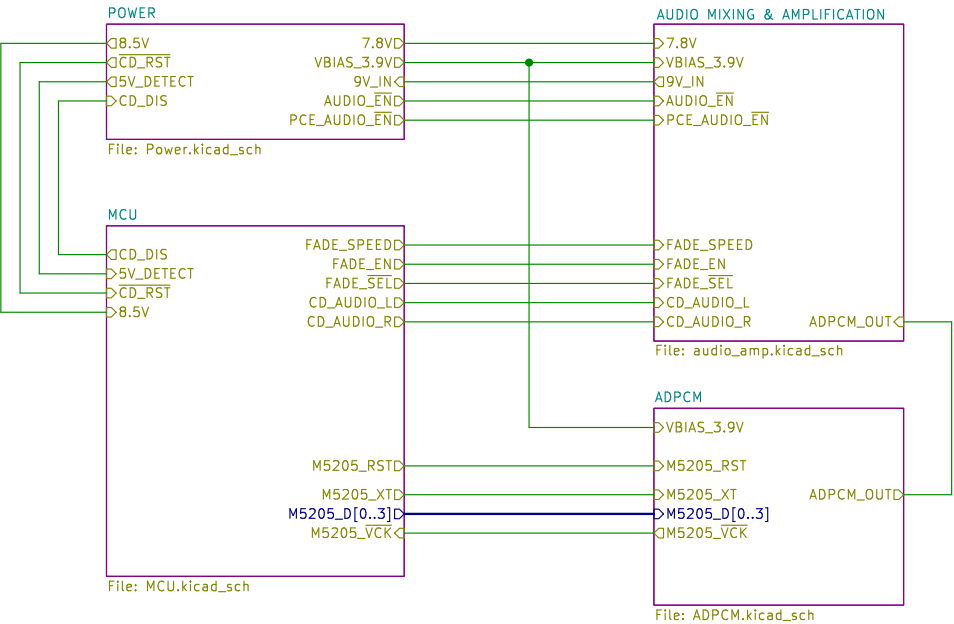 POWER
8.5V
CD_RST
5V_DETECT
CD_DIS
7.8V
VBIAS_3.9V
9V_IN
AUDIO_EN
PCE_AUDIO_EN
File: Power.kicad_sch
AUDIO MIXING & AMPLIFICATION
7.8V
VBIAS_3.9V
9V_IN
AUDIO_EN
PCE_AUDIO_EN
FADE_SPEED
FADE_EN
FADE_SEL
CD_AUDIO_L
CD_AUDIO_R
ADPCM_OUT
File: audio_amp.kicad_sch
MCU
CD_DIS
5V_DETECT
CD_RST
8.5V
FADE_SPEED
FADE_EN
FADE_SEL
CD_AUDIO_L
CD_AUDIO_R
M5205_RST
M5205_XT
M5205_D[0..3]
M5205_VCK
File: MCU.kicad_sch
ADPCM
VBIAS_3.9V
M5205_RST
M5205_XT
M5205_D[0..3]
M5205_VCK
ADPCM_OUT
File: ADPCM.kicad_sch